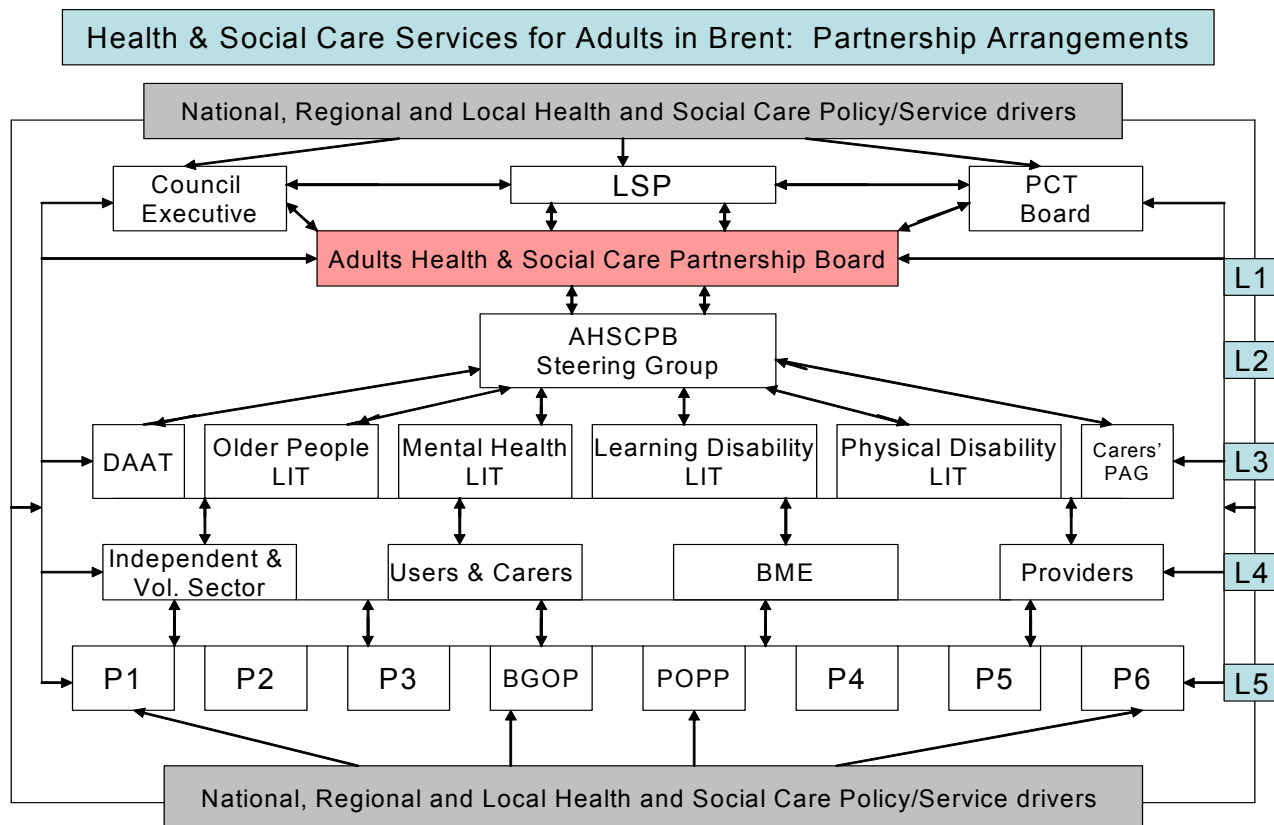 Health & Social Care Services for Adults in Brent: Partnership Arrangements
National, Regional and Local Health and Social Care Policy/Service drivers
Council
Executive
LSP
PCT
Board
Adults Health & Social Care Partnership Board
L1
AHSCPB
Steering Group
L2
DAAT
Older People
LIT
Mental Health
LIT
Learning Disability
LIT
Physical Disability
LIT
Carers'
PAG
L3
Independent &
Vol. Sector
Users & Carers
BME
Providers
L4
P1
P2
P3
BGOP
POPP
P4
P5
P6
L5
National, Regional and Local Health and Social Care Policy/Service drivers